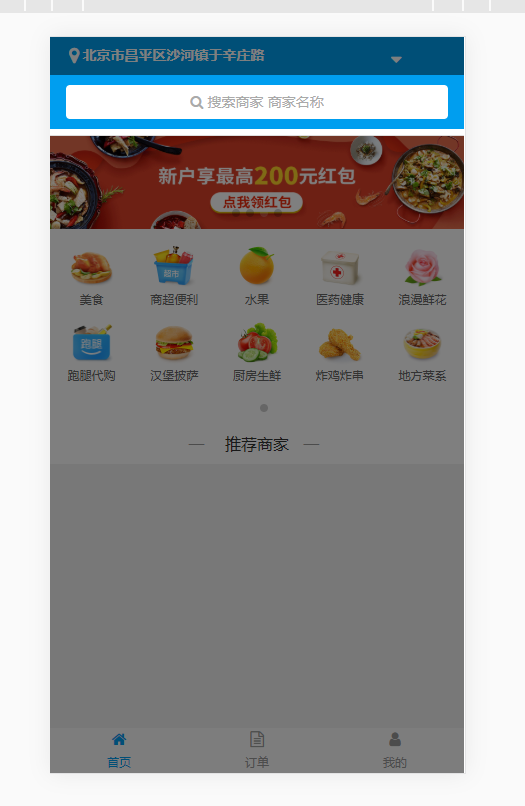 北京市昌平区沙河镇于辛庄路
搜索商家 商家名称
新户享最高200元红包
点我领红包
超市
美食 商超便利 水果 医药健康 浪漫鲜花
跑腿
跑腿代购 汉堡披萨 厨房生鲜 炸鸡炸串 地方菜系
推荐商家
首页 订单 我的